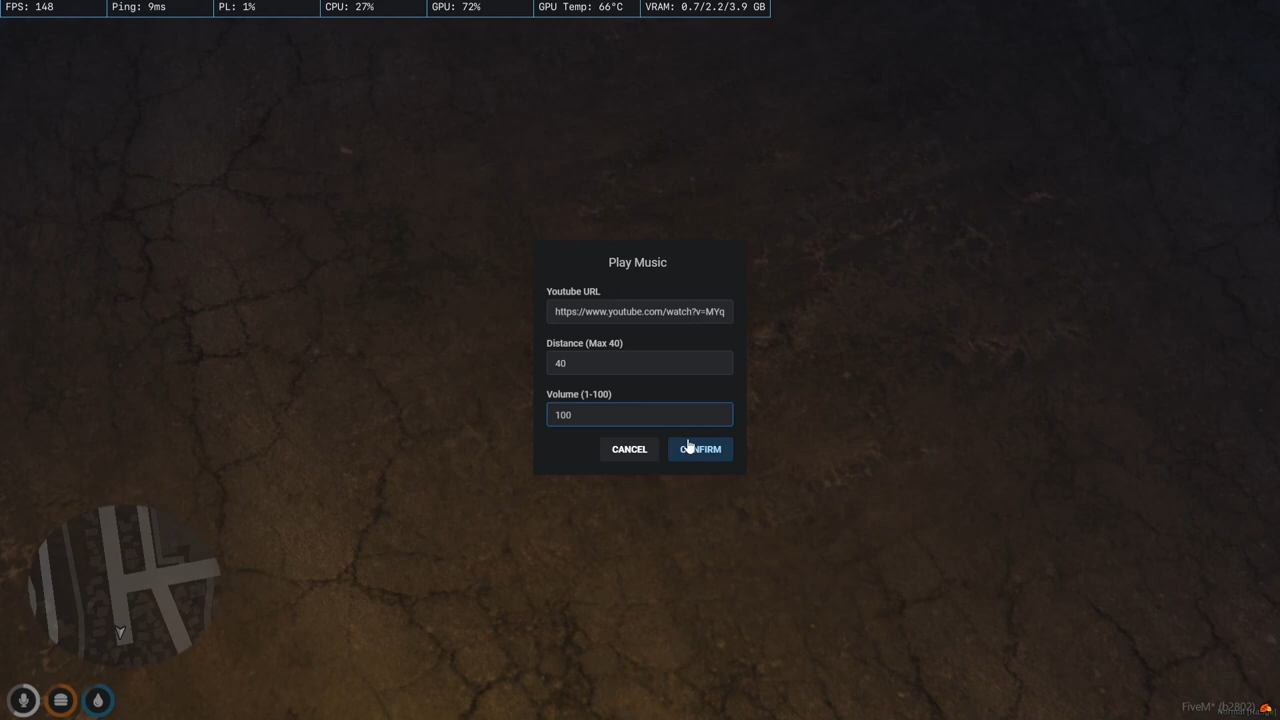 FPS: 148 Ping: 9ms PL: 1% CPU: 27% GPU: 72% GPU Temp: 66°C VRAM: 0.7/2.2/3.9 GB
Play Music
Youtube URL
https://www.youtube.com/watch?v=MYq
Distance (Max 40)
40
Volume (1-100)
100
CANCEL CONFIRM
FiveM* (b2802)